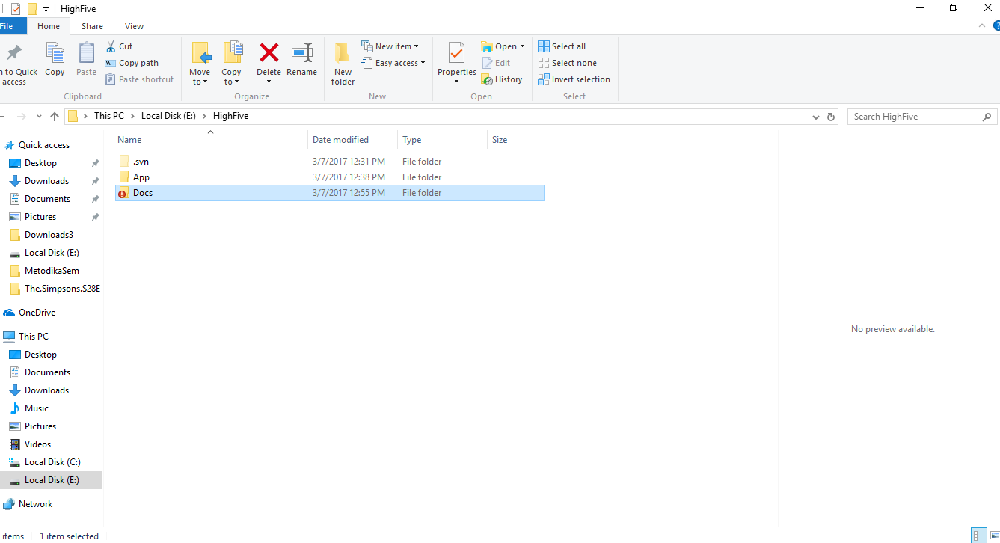 HighFive
File Home Share View
Cut
Copy path
Paste shortcut
n to Quick access
Copy
Paste
Clipboard
Move to
Copy to
Delete
Rename
Organize
New folder
New item
Easy access
New
Properties
Open
Edit
History
Open
Select all
Select none
Invert selection
Select
This PC Local Disk (E:) HighFive
Search HighFive
Name Date modified Type Size
.svn 3/7/2017 12:31 PM File folder
App 3/7/2017 12:38 PM File folder
Docs 3/7/2017 12:55 PM File folder
Quick access
Desktop
Downloads
Documents
Pictures
Downloads3
Local Disk (E:)
MetodikaSem
The.Simpsons.S28E
OneDrive
This PC
Desktop
Documents
Downloads
Music
Pictures
Videos
Local Disk (C:)
Local Disk (E:)
Network
No preview available.
items 1 item selected